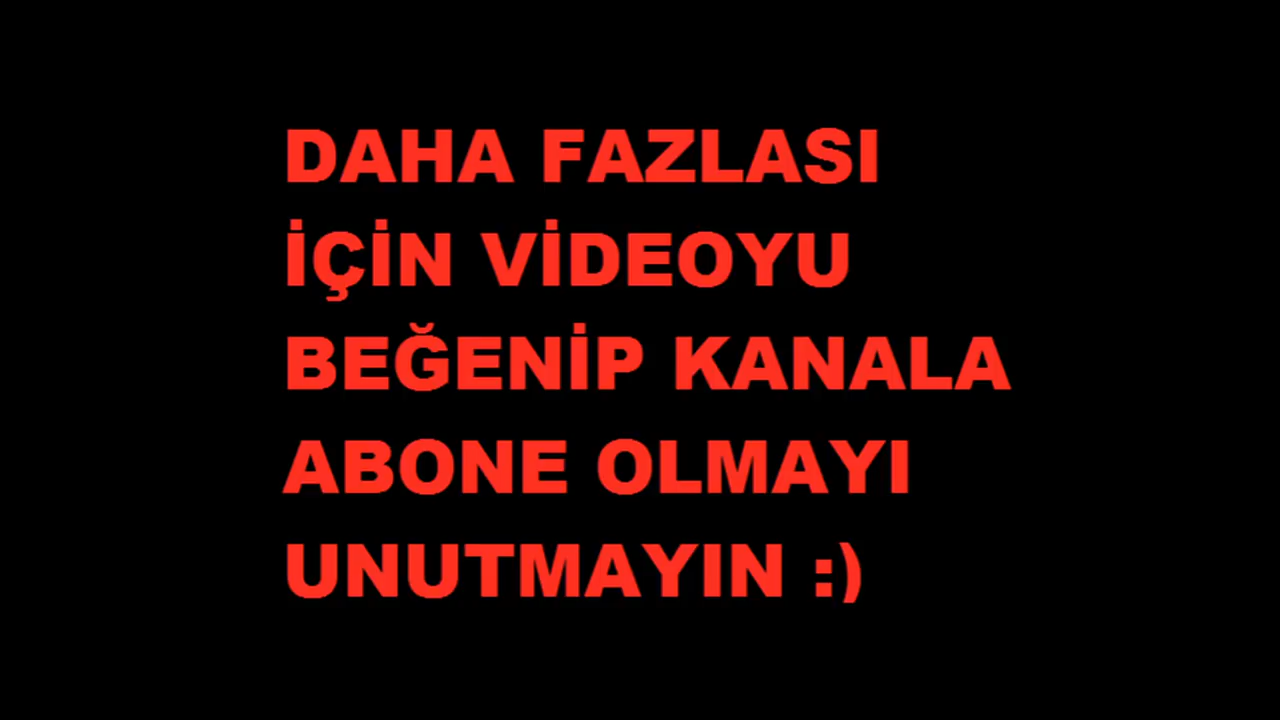 DAHA FAZLASI
İÇİN VİDEOYU
BEĞENİP KANALA
ABONE OLMAYI
UNUTMAYIN :)